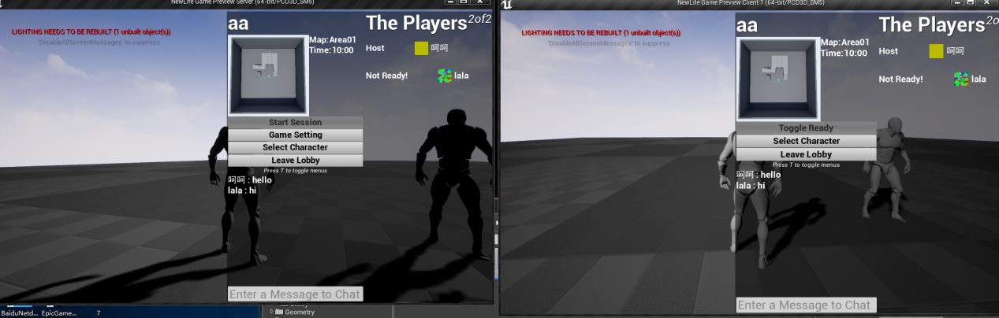 NewLife Game Preview Server (64-bit/PCD3D_SM5)
LIGHTING NEEDS TO BE REBUILT (1 unbuilt object(s))
'DisableAllScreenMessages' to suppress
aa
Map:Area01
Time:10:00
The Players 2of2
Host 呵呵
Not Ready! lala
Start Session
Game Setting
Select Character
Leave Lobby
Press T to toggle menus
呵呵 : hello
lala : hi
Enter a Message to Chat
BaiduNetd... EpicGame... 7
Geometry
NewLife Game Preview Client 1 (64-bit/PCD3D_SM5)
LIGHTING NEEDS TO BE REBUILT (1 unbuilt object(s))
'DisableAllScreenMessages' to suppress
aa
Map:Area01
Time:10:00
The Players 2o
Host 呵呵
Not Ready! lala
Toggle Ready
Select Character
Leave Lobby
Press T to toggle menus
呵呵 : hello
lala : hi
Enter a Message to Chat